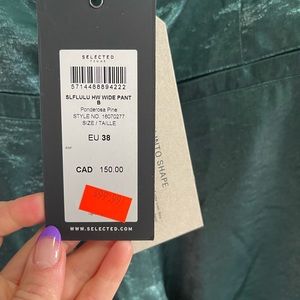 SELECTED
FEMME
5714488894222
SLFLULU HW WIDE PANT
B
Ponderosa Pine
STYLE NO. 16070277
SIZE / TAILLE
EU 38
CAD 150.00
WWW.SELECTED.COM
INTO SHAPE